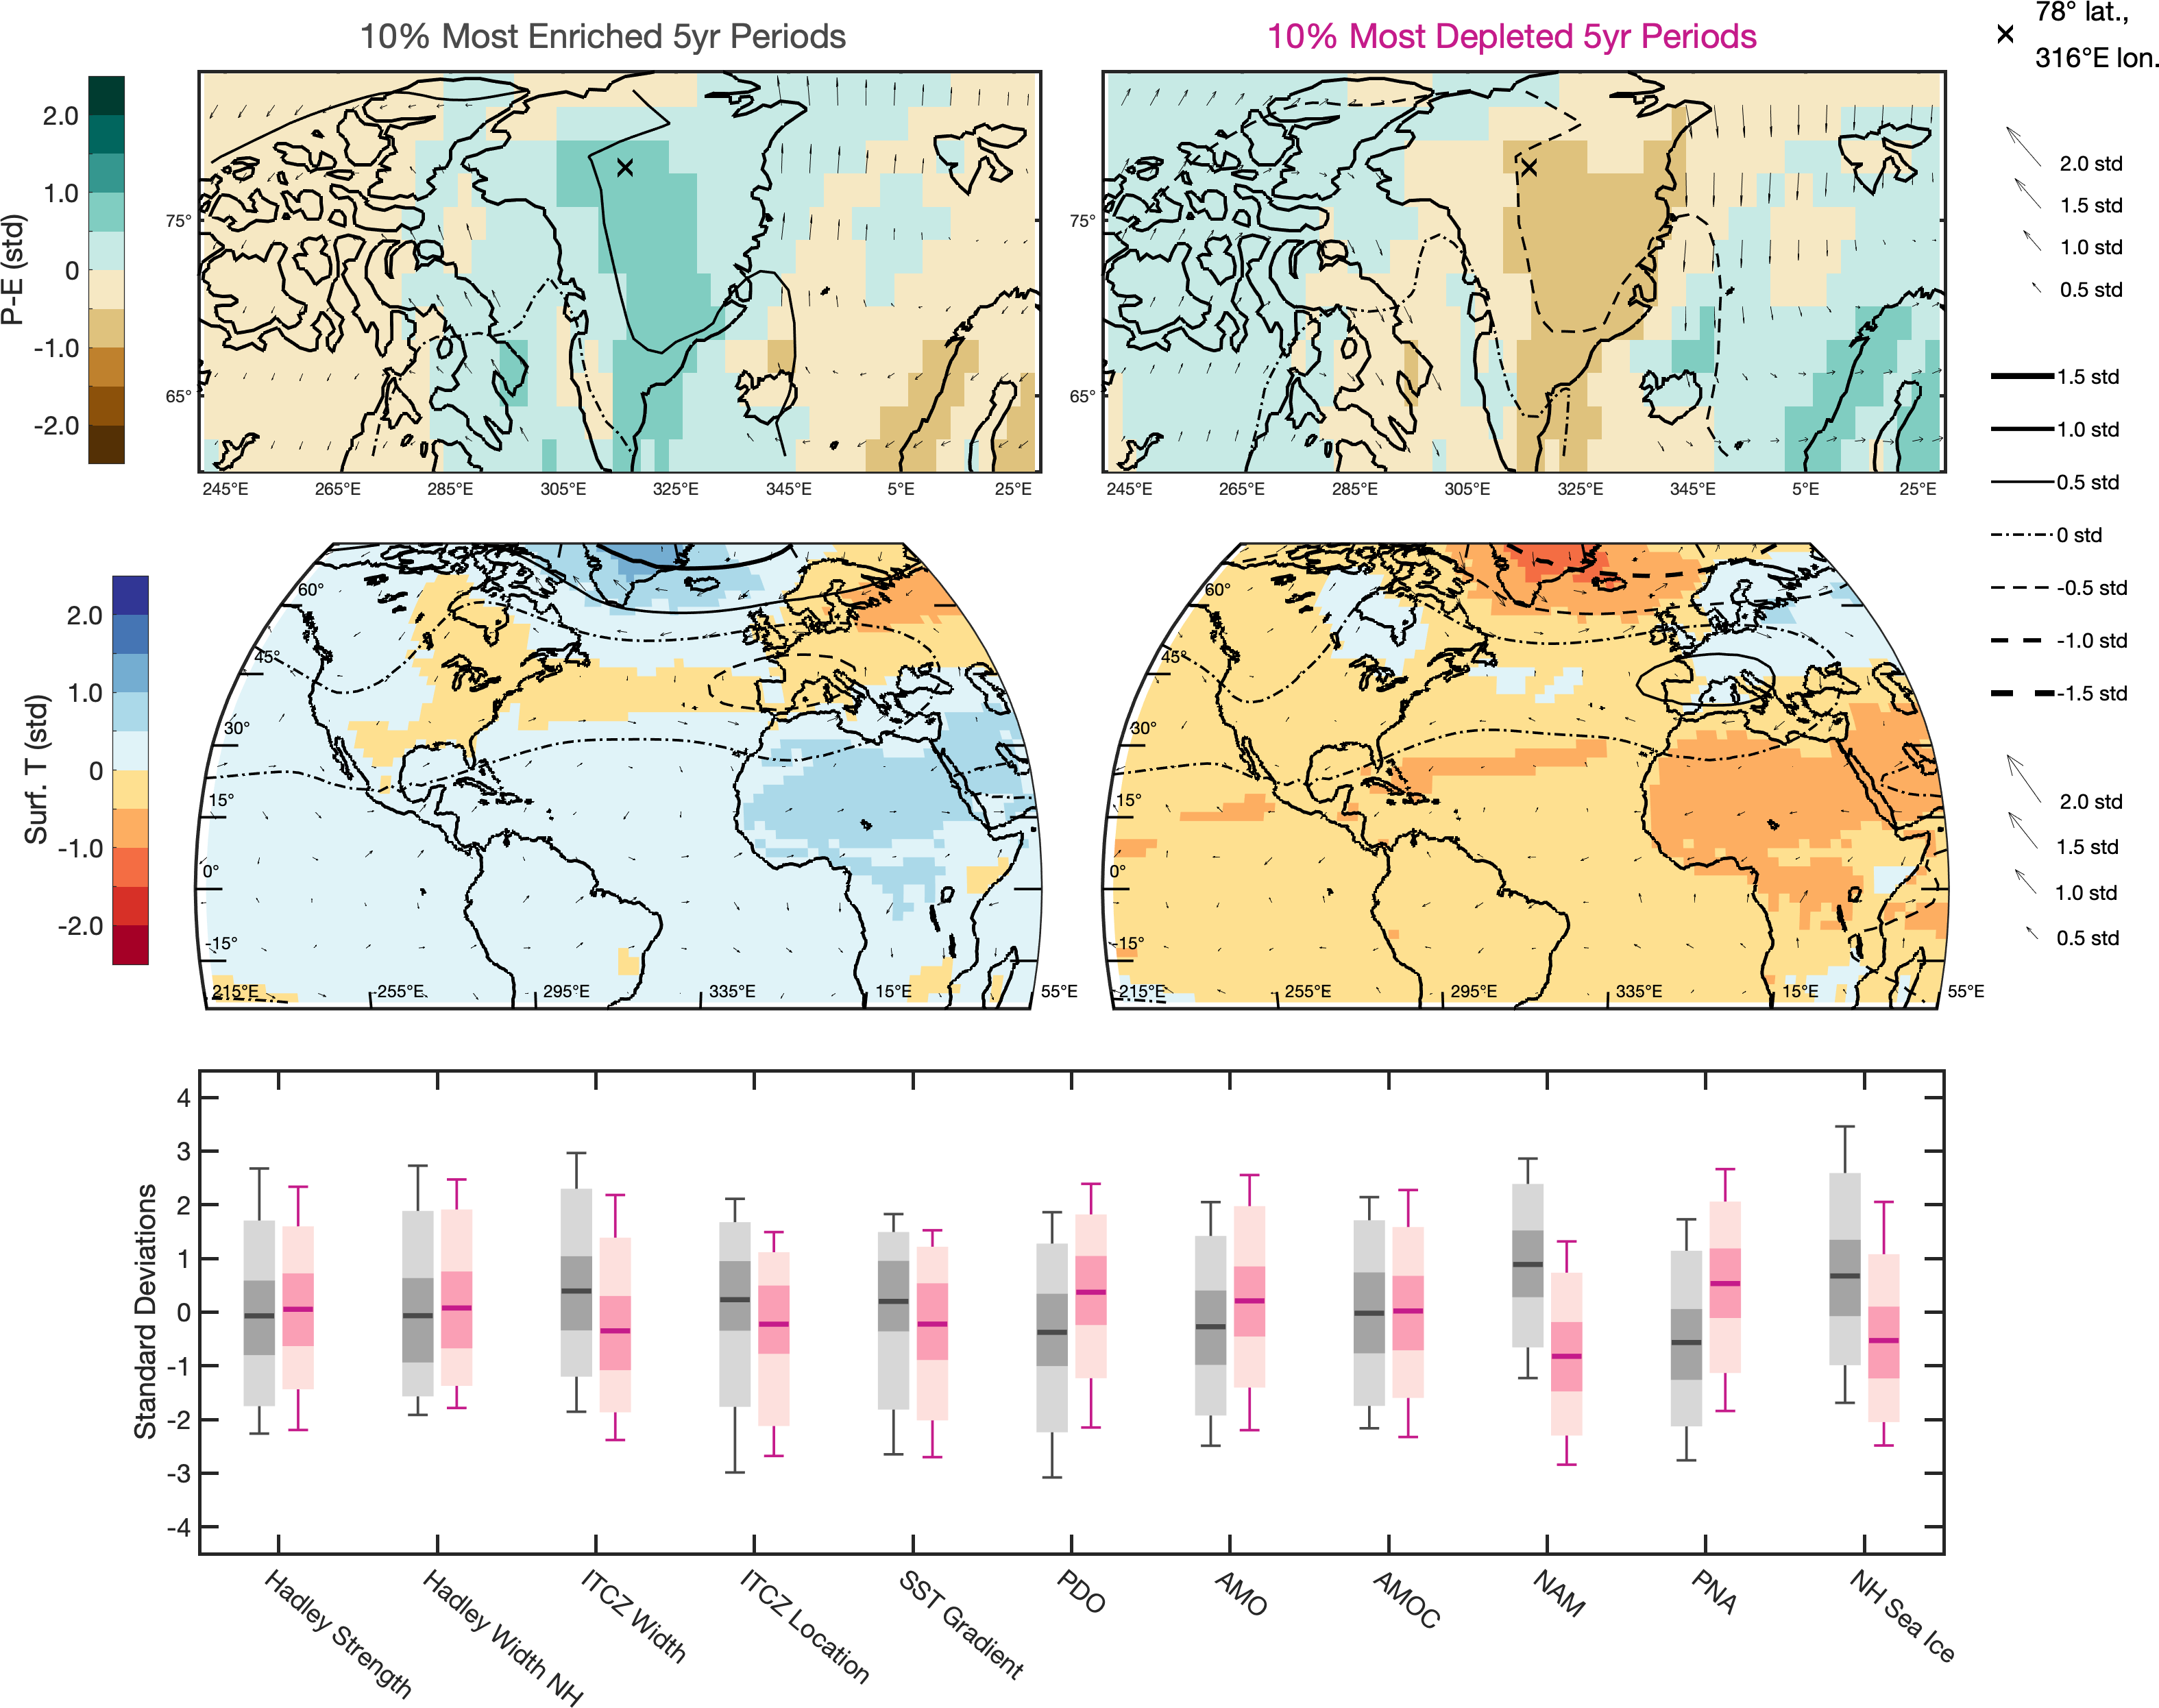 10% Most Enriched 5yr Periods
10% Most Depleted 5yr Periods
78° lat.,
316°E lon.
P-E (std)
2.0
1.0
0
-1.0
-2.0
75°
65°
245°E 265°E 285°E 305°E 325°E 345°E 5°E 25°E
75°
65°
245°E 265°E 285°E 305°E 325°E 345°E 5°E 25°E
2.0 std
1.5 std
1.0 std
0.5 std
1.5 std
1.0 std
0.5 std
0 std
-0.5 std
-1.0 std
-1.5 std
Surf. T (std)
2.0
1.0
0
-1.0
-2.0
60°
45°
30°
15°
0°
-15°
215°E 255°E 295°E 335°E 15°E 55°E
60°
45°
30°
15°
0°
-15°
215°E 255°E 295°E 335°E 15°E 55°E
2.0 std
1.5 std
1.0 std
0.5 std
Standard Deviations
4
3
2
1
0
-1
-2
-3
-4
Hadley Strength
Hadley Width NH
ITCZ Width
ITCZ Location
SST Gradient
PDO
AMO
AMOC
NAM
PNA
NH Sea Ice